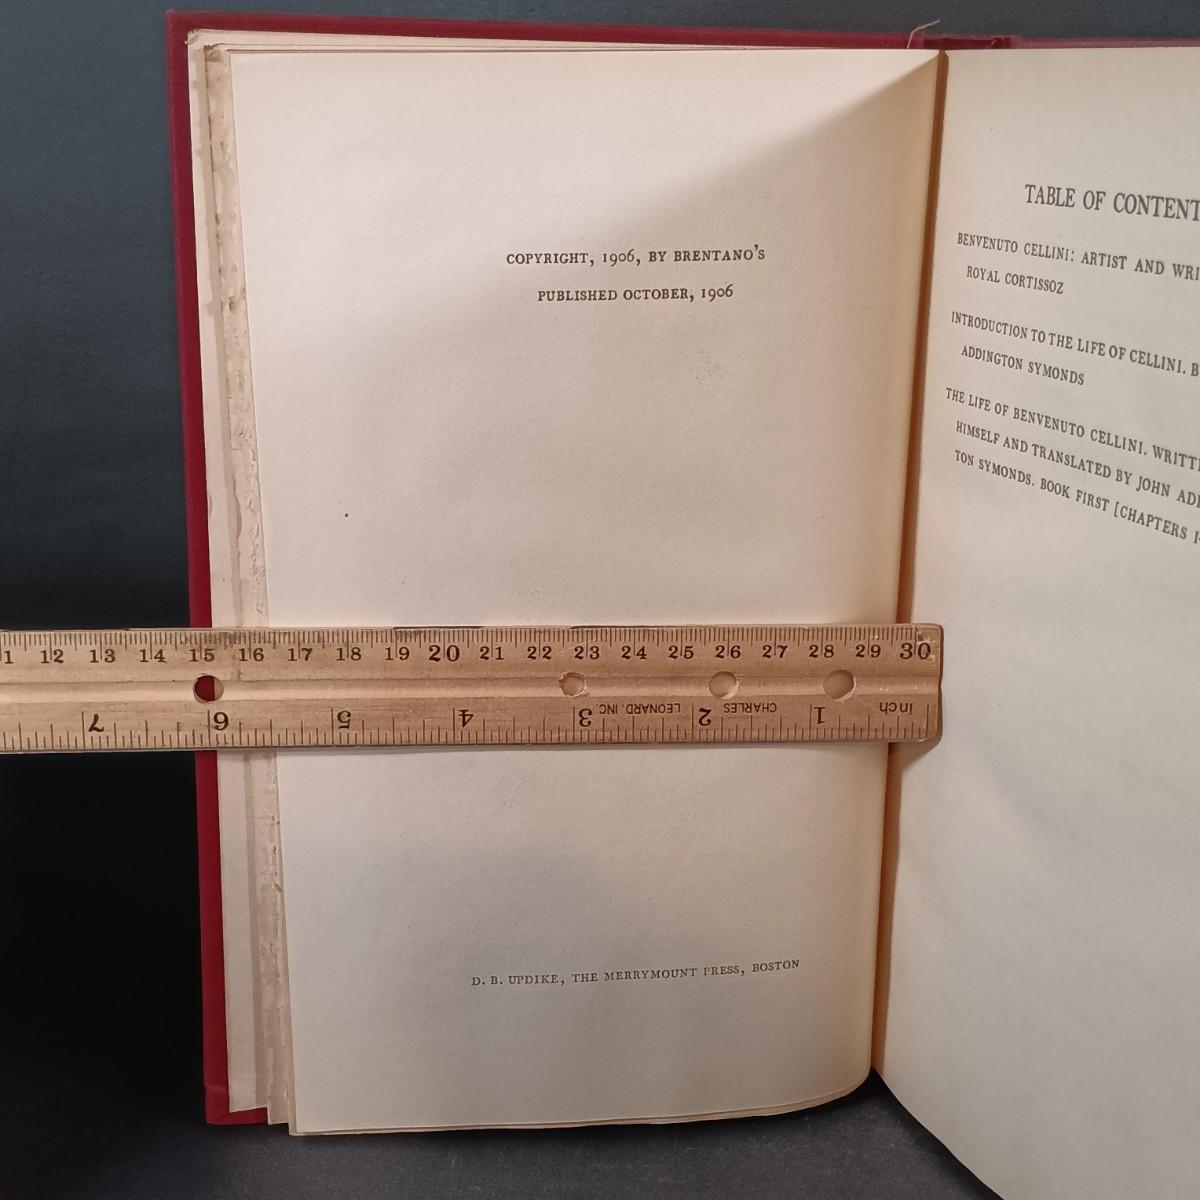 COPYRIGHT, 1906, BY BRENTANO'S
PUBLISHED OCTOBER, 1906
D. B. UPDIKE, THE MERRYMOUNT PRESS, BOSTON
TABLE OF CONTENT
BENVENUTO CELLINI: ARTIST AND WRI
ROYAL CORTISSOZ
INTRODUCTION TO THE LIFE OF CELLINI. B
ADDINGTON SYMONDS
THE LIFE OF BENVENUTO CELLINI. WRITT
HIMSELF AND TRANSLATED BY JOHN AD
TON SYMONDS. BOOK FIRST [CHAPTERS I-
1 12 13 14 15 16 17 18 19 20 21 22 23 24 25 26 27 28 29 30
inch 1 CHARLES 2 LEONARD, INC. 3 4 5 6 7